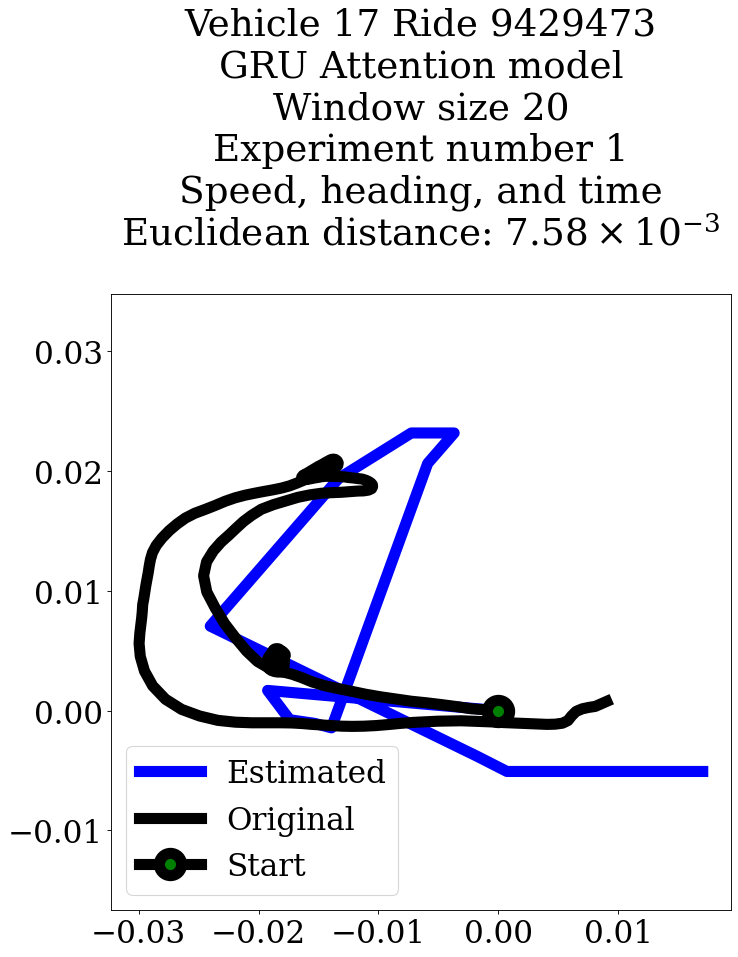 Vehicle 17 Ride 9429473
GRU Attention model
Window size 20
Experiment number 1
Speed, heading, and time
Euclidean distance: 7.58 × 10⁻³
0.03
0.02
0.01
0.00
−0.01
Estimated
Original
Start
−0.03 −0.02 −0.01 0.00 0.01